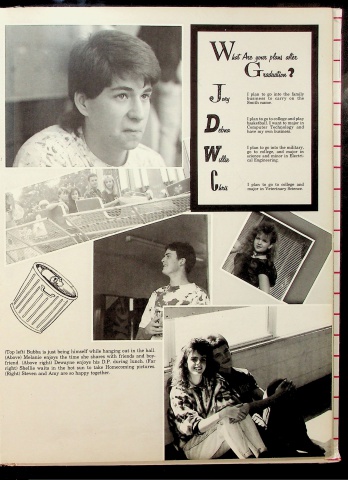 What Are your plans after
Graduation?
Joey
I plan to go into the family
business to carry on the
Smith name.
I plan to go to college and play
basketball. I want to major in
Computer Technology and
have my own business.
Willie
I plan to go into the military,
go to college, and major in
science and minor in Electri-
cal Engineering.
Chris
I plan to go to college and
major in Veterinary Science.
(Top left) Bubba is just being himself while hanging out in the hall.
(Above) Melanie enjoys the time she shares with friends and boy-
friend. (Above right) Dewayne enjoys his D.P. during lunch. (Far
right) Shellie waits in the hot sun to take Homecoming pictures.
(Right) Steven and Amy are so happy together.